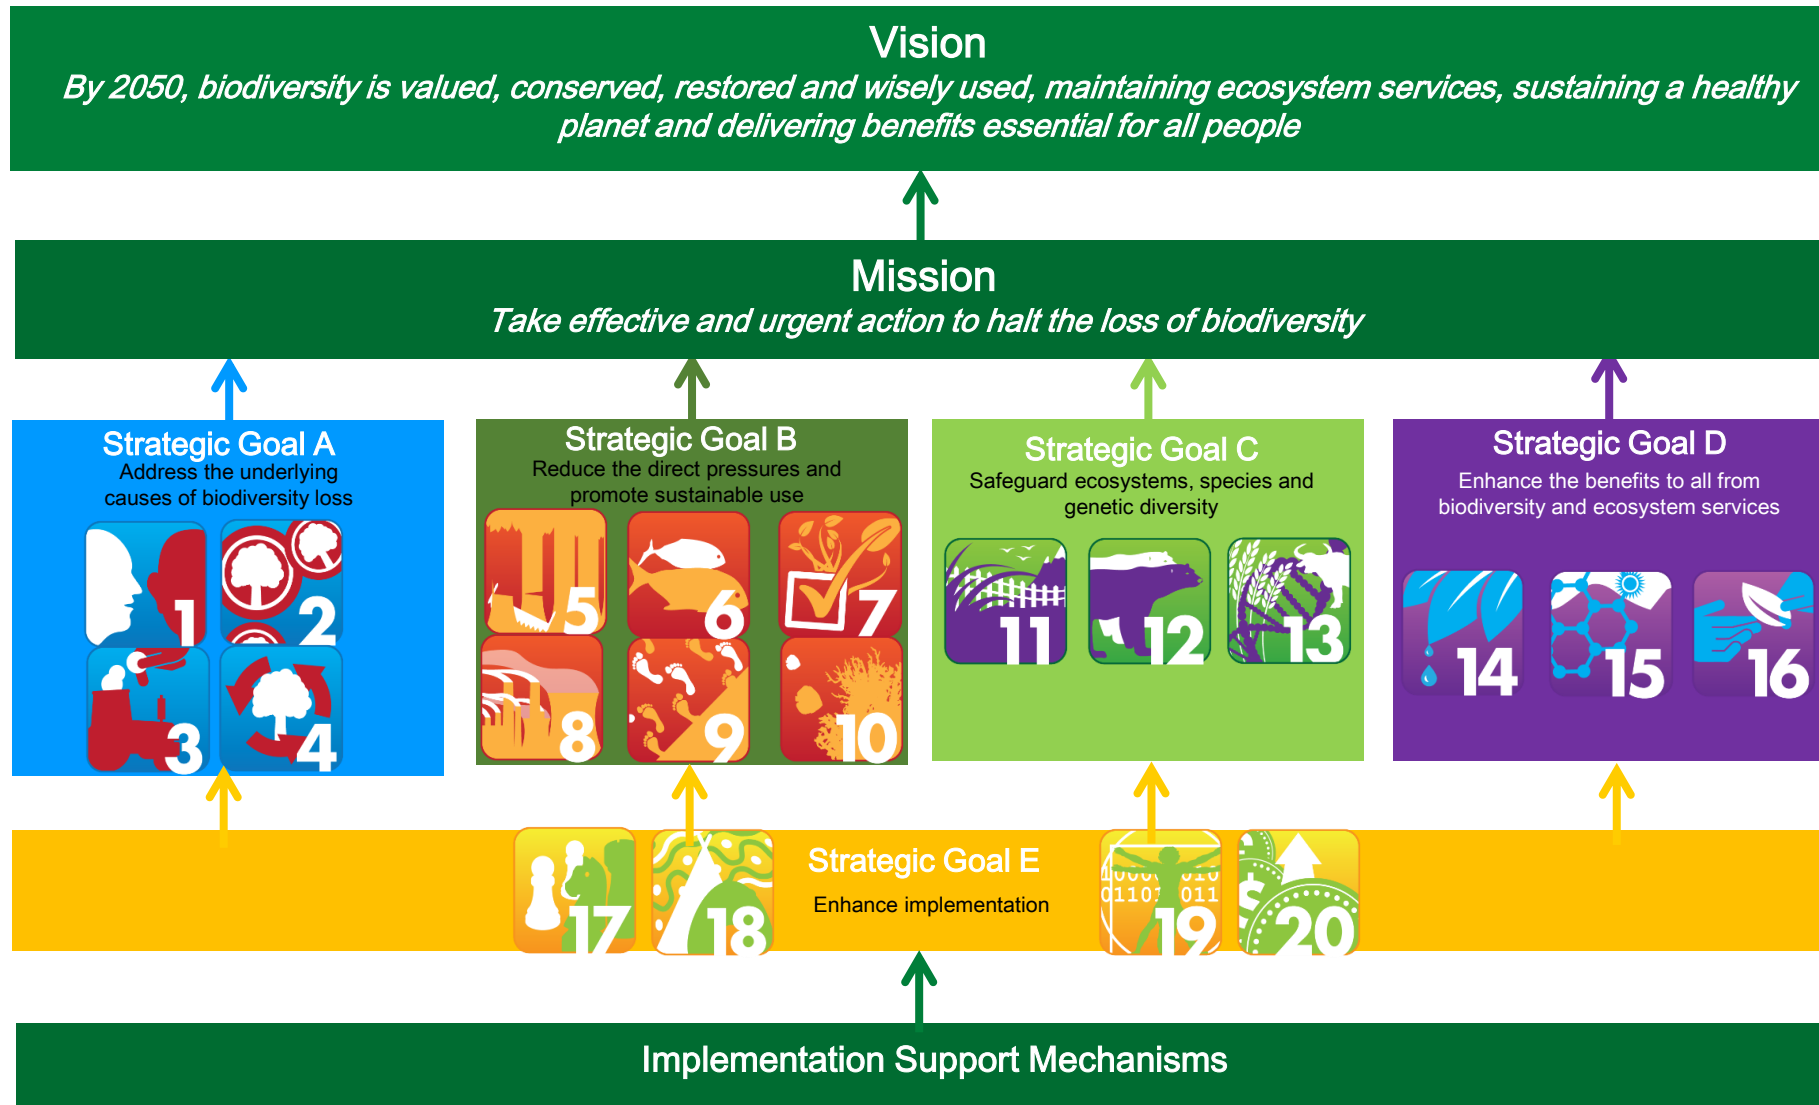 Vision
By 2050, biodiversity is valued, conserved, restored and wisely used, maintaining ecosystem services, sustaining a healthy
planet and delivering benefits essential for all people
Mission
Take effective and urgent action to halt the loss of biodiversity
Strategic Goal A
Address the underlying
causes of biodiversity loss
1
2
3
4
Strategic Goal B
Reduce the direct pressures and
promote sustainable use
5
6
7
8
9
10
Strategic Goal C
Safeguard ecosystems, species and
genetic diversity
11
12
13
Strategic Goal D
Enhance the benefits to all from
biodiversity and ecosystem services
14
15
16
17
18
Strategic Goal E
Enhance implementation
19
$
20
Implementation Support Mechanisms